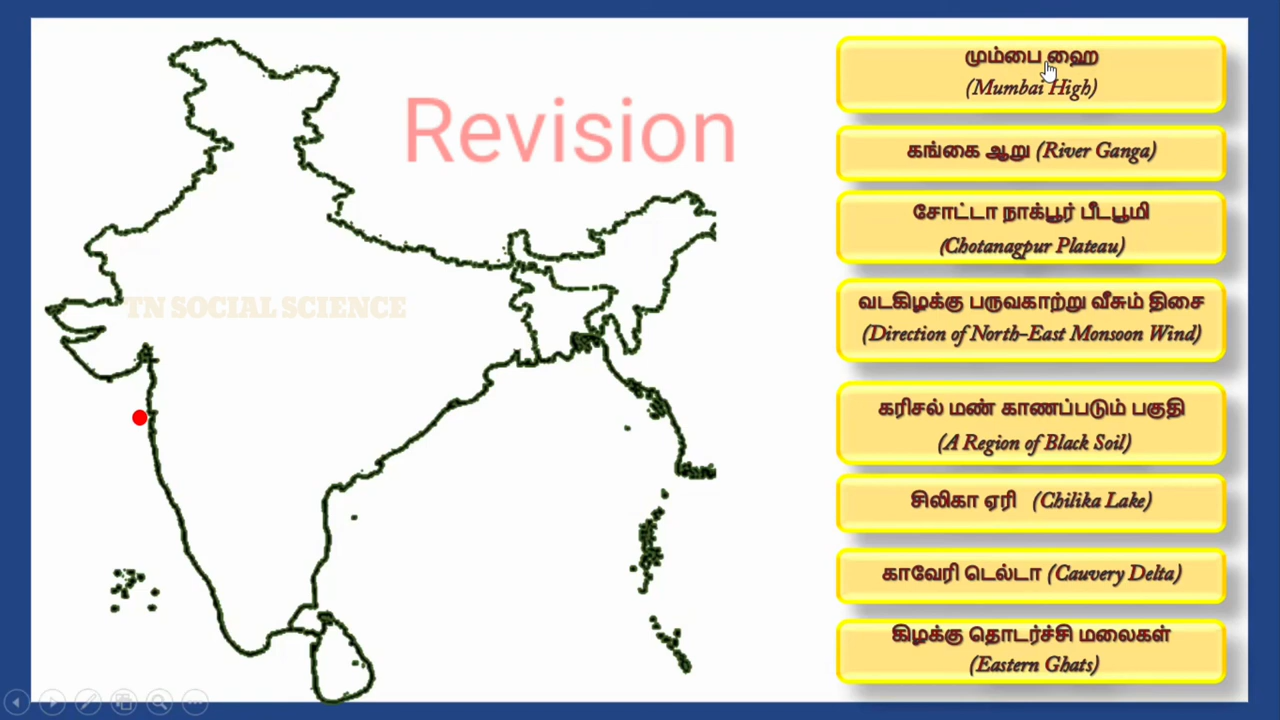 Revision
TN SOCIAL SCIENCE
மும்பை ஹை
(Mumbai High)
கங்கை ஆறு (River Ganga)
சோட்டா நாக்பூர் பீடபூமி
(Chotanagpur Plateau)
வடகிழக்கு பருவகாற்று வீசும் திசை
(Direction of North-East Monsoon Wind)
கரிசல் மண் காணப்படும் பகுதி
(A Region of Black Soil)
சிலிகா ஏரி (Chilika Lake)
காவேரி டெல்டா (Cauvery Delta)
கிழக்கு தொடர்ச்சி மலைகள்
(Eastern Ghats)